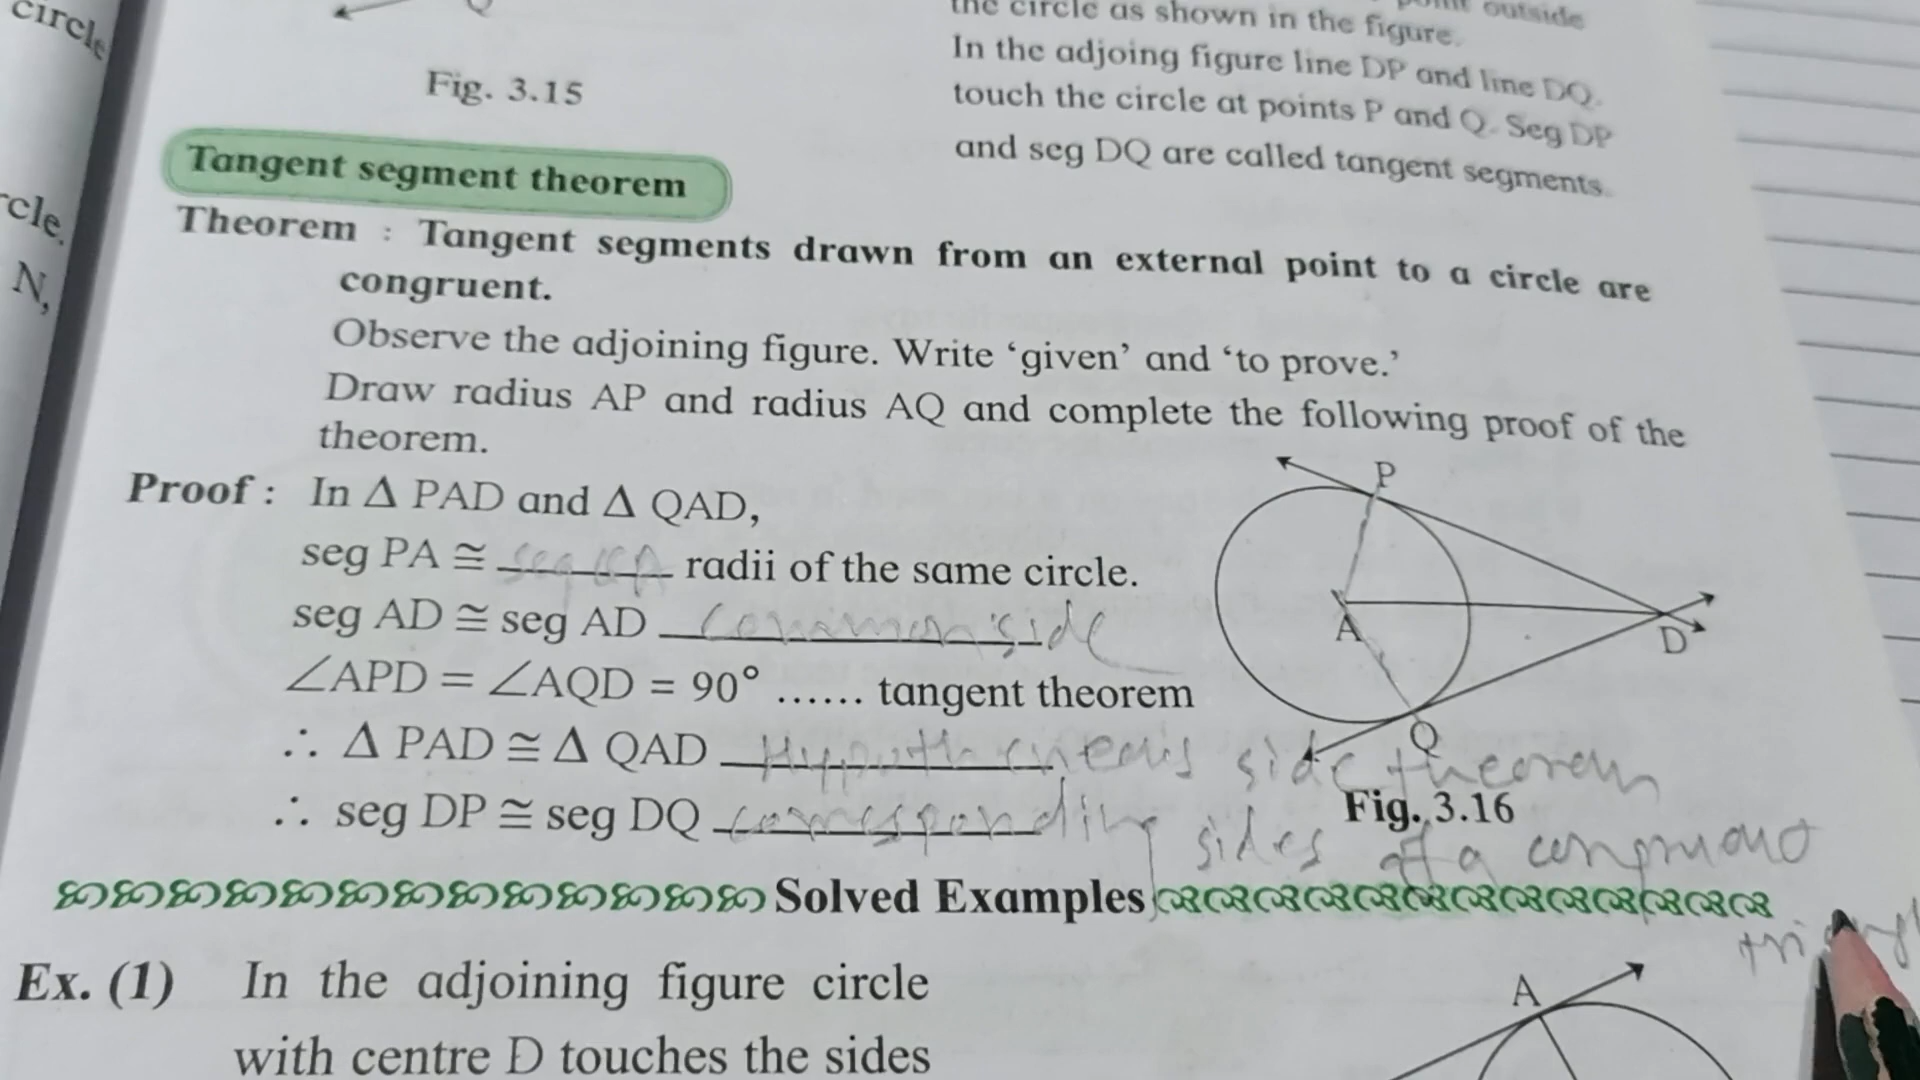 circle
rcle.
N,
Q
Fig. 3.15
point outside
the circle as shown in the figure.
In the adjoing figure line DP and line DQ
touch the circle at points P and Q. Seg DP
and seg DQ are called tangent segments.
Tangent segment theorem
Theorem : Tangent segments drawn from an external point to a circle are
congruent.
Observe the adjoining figure. Write ‘given’ and ‘to prove.’
Draw radius AP and radius AQ and complete the following proof of the
theorem.
Proof : In Δ PAD and Δ QAD,
seg PA ≅ seg QA radii of the same circle.
seg AD ≅ seg AD common side
∠APD = ∠AQD = 90° ...... tangent theorem
∴ Δ PAD ≅ Δ QAD side theorem
∴ seg DP ≅ seg DQ corresponding sides of a
P
A
D
Q
Fig. 3.16
Solved Examples
Ex. (1) In the adjoining figure circle
with centre D touches the sides
A